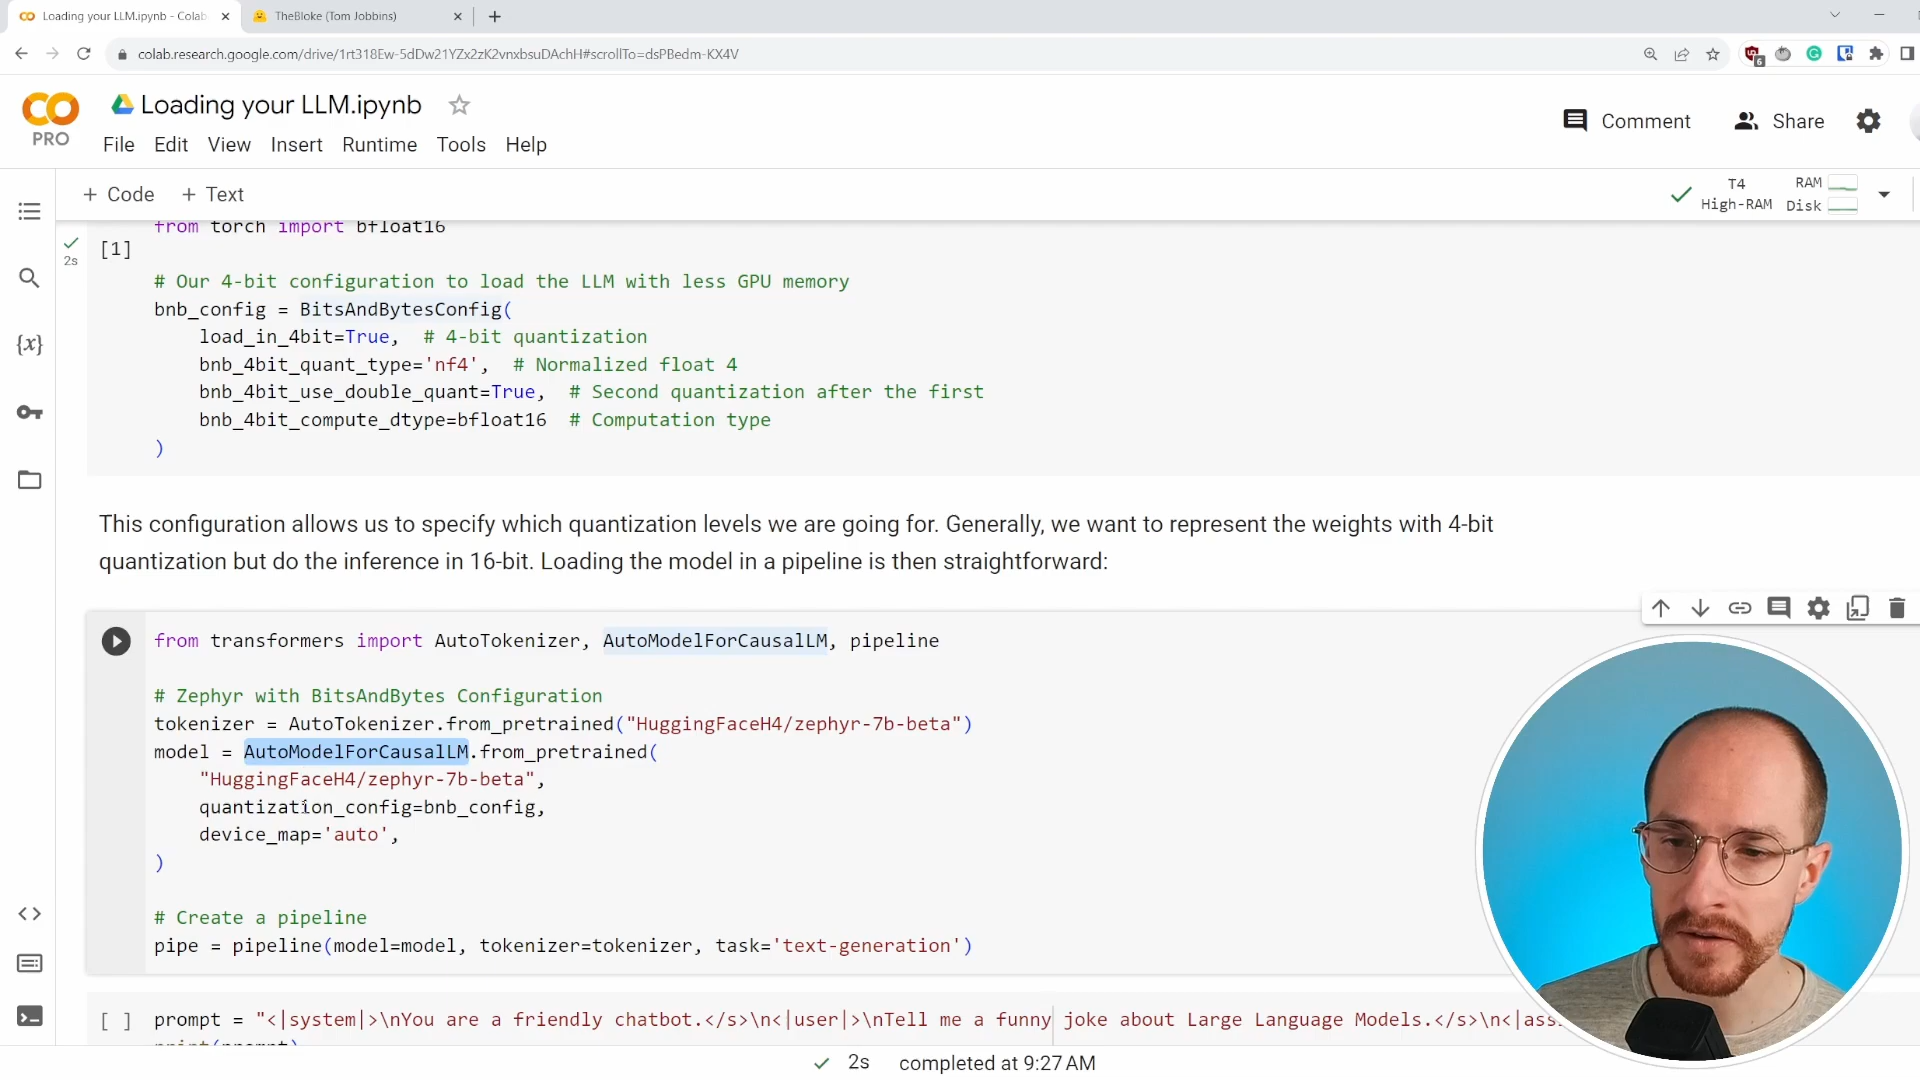 Loading your LLM.ipynb - Colab
TheBloke (Tom Jobbins)
colab.research.google.com/drive/1rt318Ew-5dDw21YZx2zK2vnxbsuDAchH#scrollTo=dsPBedm-KX4V
6
PRO
Loading your LLM.ipynb
Comment
Share
File Edit View Insert Runtime Tools Help
+ Code + Text
T4
High-RAM
RAM
Disk
from torch import bfloat16
2s
[1]
# Our 4-bit configuration to load the LLM with less GPU memory
bnb_config = BitsAndBytesConfig(
load_in_4bit=True,  # 4-bit quantization
bnb_4bit_quant_type='nf4',  # Normalized float 4
bnb_4bit_use_double_quant=True,  # Second quantization after the first
bnb_4bit_compute_dtype=bfloat16  # Computation type
)
This configuration allows us to specify which quantization levels we are going for. Generally, we want to represent the weights with 4-bit
quantization but do the inference in 16-bit. Loading the model in a pipeline is then straightforward:
from transformers import AutoTokenizer, AutoModelForCausalLM, pipeline
# Zephyr with BitsAndBytes Configuration
tokenizer = AutoTokenizer.from_pretrained("HuggingFaceH4/zephyr-7b-beta")
model = AutoModelForCausalLM.from_pretrained(
"HuggingFaceH4/zephyr-7b-beta",
quantization_config=bnb_config,
device_map='auto',
)
# Create a pipeline
pipe = pipeline(model=model, tokenizer=tokenizer, task='text-generation')
[ ] prompt = "<|system|>\nYou are a friendly chatbot.</s>\n<|user|>\nTell me a funny joke about Large Language Models.</s>\n<|ass
print(prompt)
2s completed at 9:27 AM